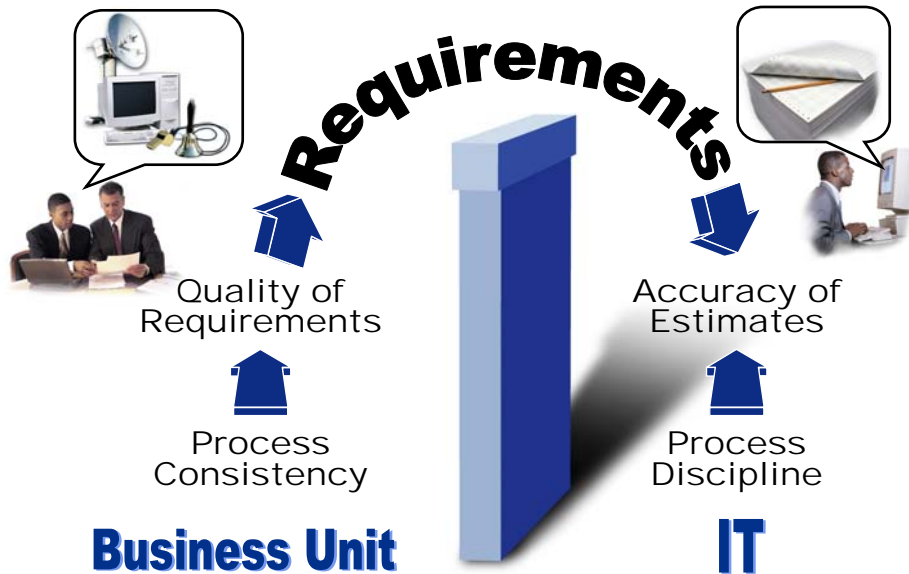 Requirements
Quality of
Requirements
Process
Consistency
Business Unit
Accuracy of
Estimates
Process
Discipline
IT